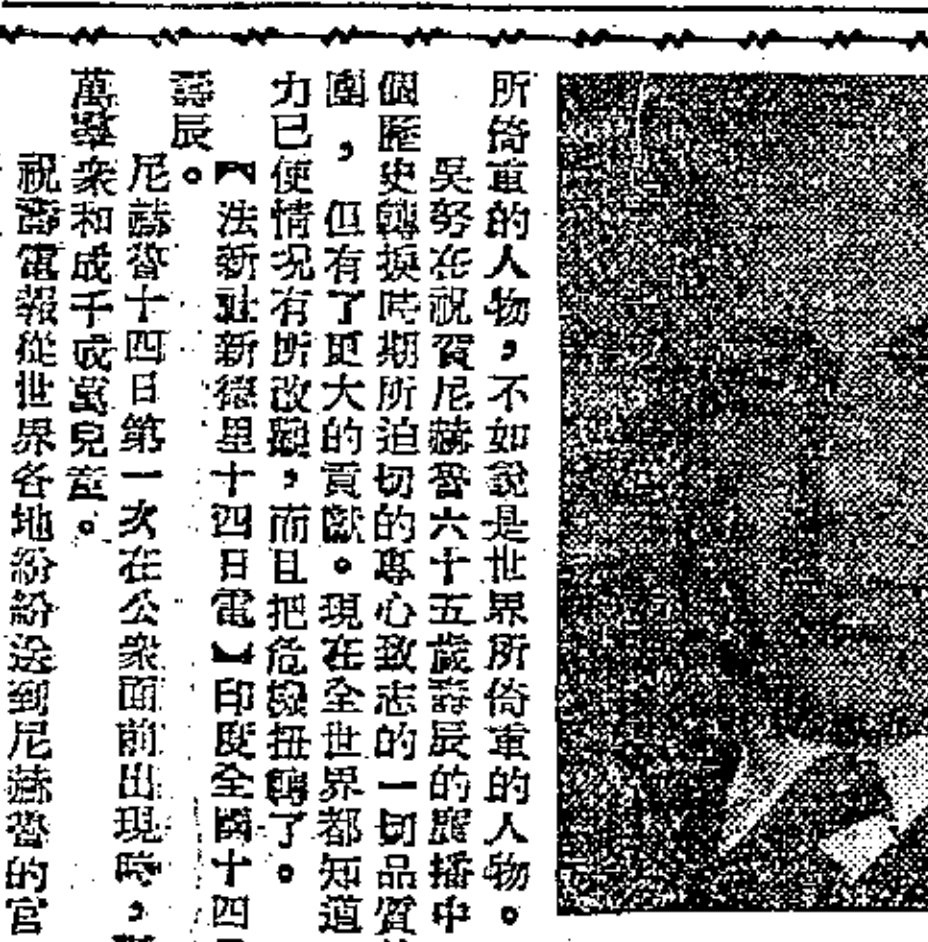 所倚重的人物，不如說是世界所倚重的人物。
吳努在祝賀尼赫魯六十五歲壽辰的廣播中
個歷史轉捩時期所迫切的專心致志的一切品質
圍，但有了更大的貢獻。現在全世界都知道
力已使情况有所改觀，而且把危機扭轉了。
【法新社新德里十四日電】印度全國十四
壽辰。
尼赫魯十四日第一次在公衆面前出現時，
萬羣衆和成千成萬兒童。
祝壽電報從世界各地紛紛送到尼赫魯的官